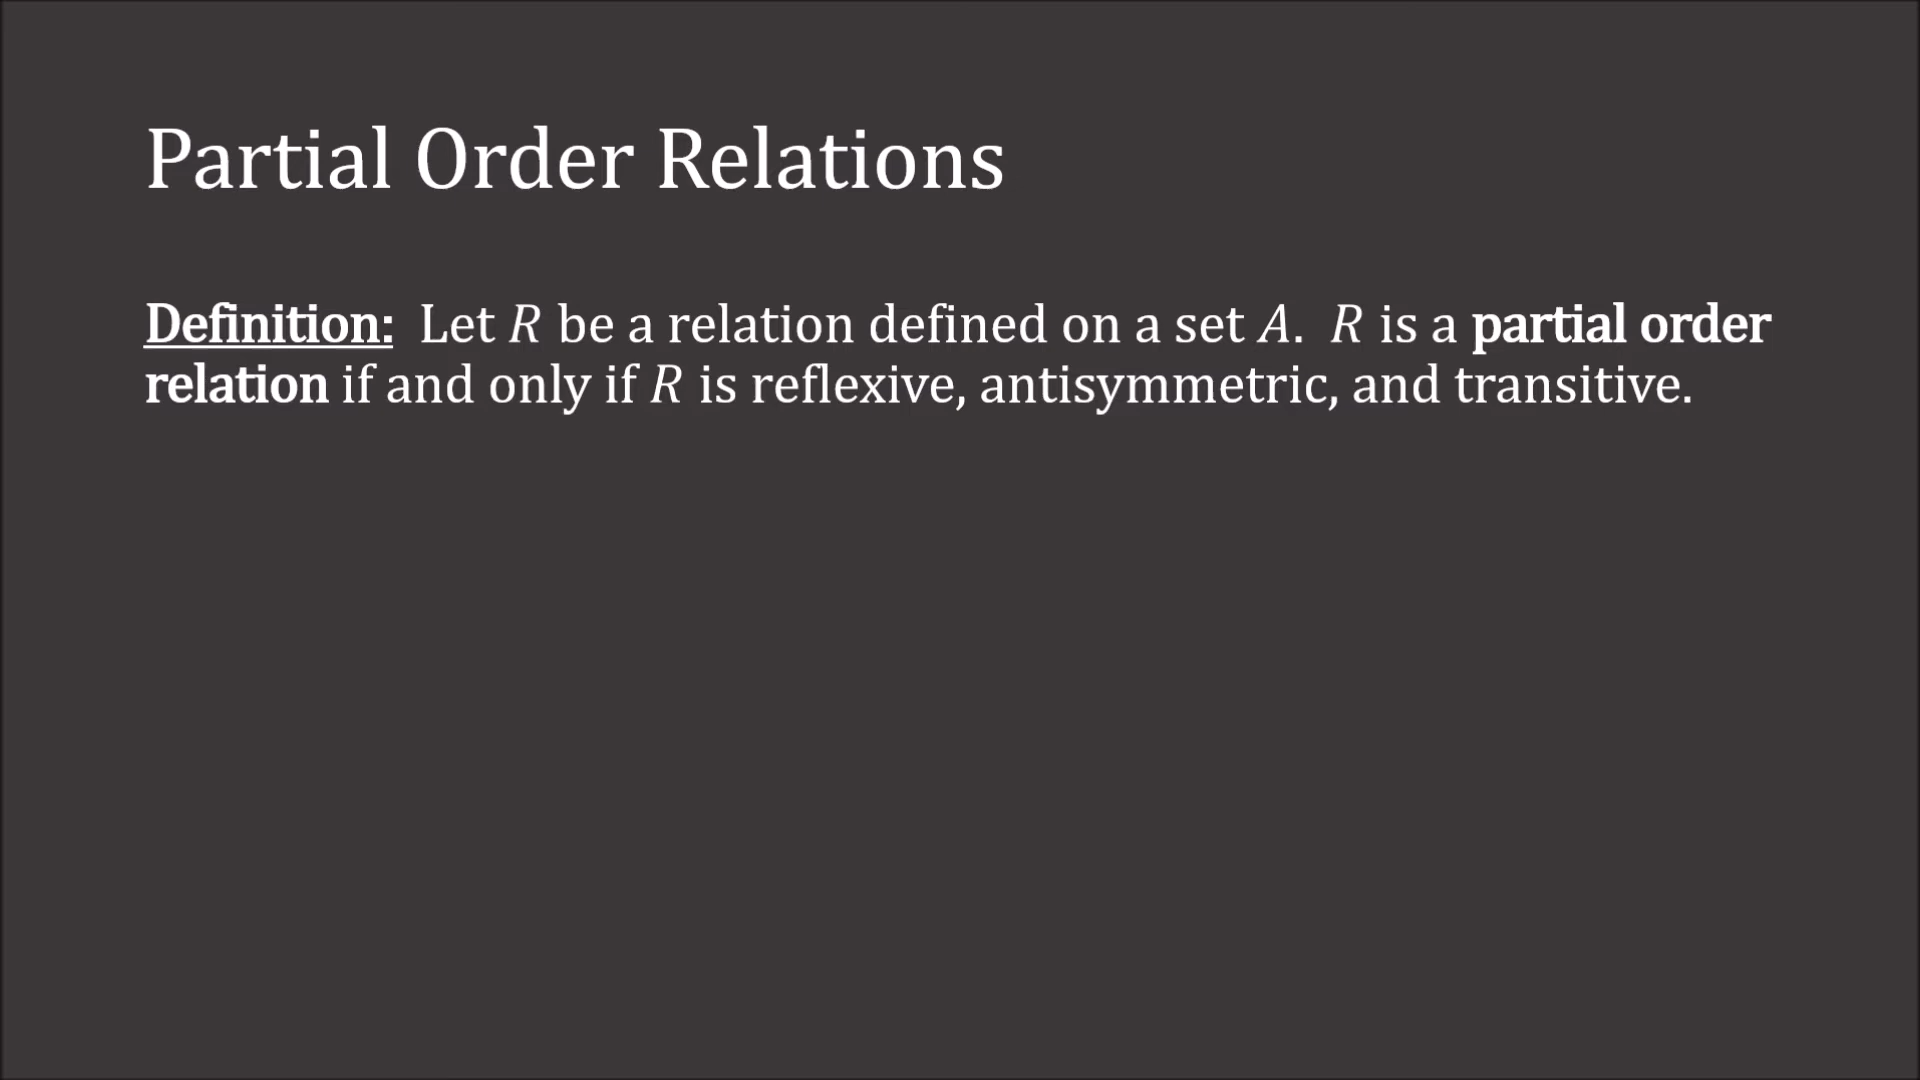 Partial Order Relations
Definition: Let R be a relation defined on a set A. R is a partial order
relation if and only if R is reflexive, antisymmetric, and transitive.